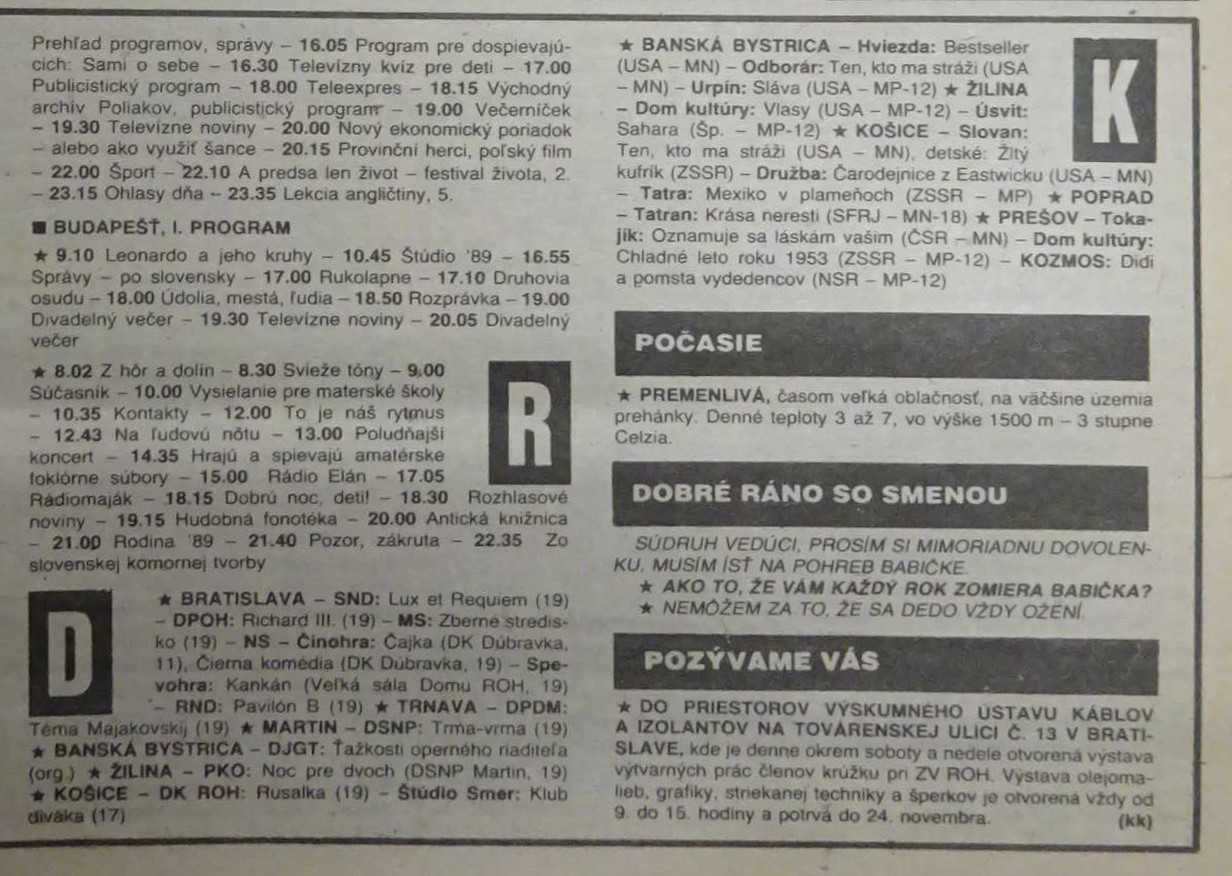 Prehľad programov, správy – 16.05 Program pre dospievajú-
cich: Sami o sebe – 16.30 Televízny kvíz pre deti – 17.00
Publicistický program – 18.00 Teleexpres – 18.15 Východný
archív Poliakov, publicistický program – 19.00 Večerníček
– 19.30 Televízne noviny – 20.00 Nový ekonomický poriadok
– alebo ako využiť šance – 20.15 Provinční herci, poľský film
– 22.00 Šport – 22.10 A predsa len život – festival života, 2.
– 23.15 Ohlasy dňa – 23.35 Lekcia angličtiny, 5.
■ BUDAPEŠŤ, I. PROGRAM
★ 9.10 Leonardo a jeho kruhy – 10.45 Štúdio '89 – 16.55
Správy – po slovensky – 17.00 Rukolapne – 17.10 Druhovia
osudu – 18.00 Údolia, mestá, ľudia – 18.50 Rozprávka – 19.00
Divadelný večer – 19.30 Televízne noviny – 20.05 Divadelný
večer
R
★ 8.02 Z hôr a dolín – 8.30 Svieže tóny – 9.00
Súčasník – 10.00 Vysielanie pre materské školy
– 10.35 Kontakty – 12.00 To je náš rytmus
– 12.43 Na ľudovú nôtu – 13.00 Poludňajší
koncert – 14.35 Hrajú a spievajú amatérske
foklórne súbory – 15.00 Rádio Elán – 17.05
Rádiomaják – 18.15 Dobrú noc, deti! – 18.30 Rozhlasové
noviny – 19.15 Hudobná fonotéka – 20.00 Antická knižnica
– 21.00 Rodina '89 – 21.40 Pozor, zákruta – 22.35 Zo
slovenskej komornej tvorby
D
★ BRATISLAVA – SND: Lux et Requiem (19)
– DPOH: Richard III. (19) – MS: Zberné stredis-
ko (19) – NS – Činohra: Čajka (DK Dúbravka,
11), Čierna komédia (DK Dúbravka, 19) – Spe-
vohra: Kankán (Veľká sála Domu ROH, 19)
– RND: Pavilón B (19) ★ TRNAVA – DPDM:
Téma Majakovskij (19) ★ MARTIN – DSNP: Trma-vrma (19)
★ BANSKÁ BYSTRICA – DJGT: Ťažkosti operného riaditeľa
(org.) ★ ŽILINA – PKO: Noc pre dvoch (DSNP Martin, 19)
★ KOŠICE – DK ROH: Rusalka (19) – Štúdio Smer: Klub
diváka (17)
K
★ BANSKÁ BYSTRICA – Hviezda: Bestseller
(USA – MN) – Odborár: Ten, kto ma stráži (USA
– MN) – Urpín: Sláva (USA – MP-12) ★ ŽILINA
– Dom kultúry: Vlasy (USA – MP-12) – Úsvit:
Sahara (Šp. – MP-12) ★ KOŠICE – Slovan:
Ten, kto ma stráži (USA – MN), detské: Žltý
kufrík (ZSSR) – Družba: Čarodejnice z Eastwicku (USA – MN)
– Tatra: Mexiko v plameňoch (ZSSR – MP) ★ POPRAD
– Tatran: Krása neresti (SFRJ – MN-18) ★ PREŠOV – Toka-
jík: Oznamuje sa láskám vašim (ČSR – MN) – Dom kultúry:
Chladné leto roku 1953 (ZSSR – MP-12) – KOZMOS: Didi
a pomsta vydedencov (NSR – MP-12)
POČASIE
★ PREMENLIVÁ, časom veľká oblačnosť, na väčšine územia
prehánky. Denné teploty 3 až 7, vo výške 1500 m – 3 stupne
Celzia.
DOBRÉ RÁNO SO SMENOU
SÚDRUH VEDÚCI, PROSÍM SI MIMORIADNU DOVOLEN-
KU, MUSÍM ÍSŤ NA POHREB BABIČKE.
★ AKO TO, ŽE VÁM KAŽDÝ ROK ZOMIERA BABIČKA?
★ NEMÔŽEM ZA TO, ŽE SA DEDO VŽDY OŽENÍ.
POZÝVAME VÁS
★ DO PRIESTOROV VÝSKUMNÉHO ÚSTAVU KÁBLOV
A IZOLANTOV NA TOVÁRENSKEJ ULICI Č. 13 V BRATI-
SLAVE, kde je denne okrem soboty a nedele otvorená výstava
výtvarných prác členov krúžku pri ZV ROH. Výstava olejoma-
lieb, grafiky, striekanej techniky a šperkov je otvorená vždy od
9. do 15. hodiny a potrvá do 24. novembra. (kk)